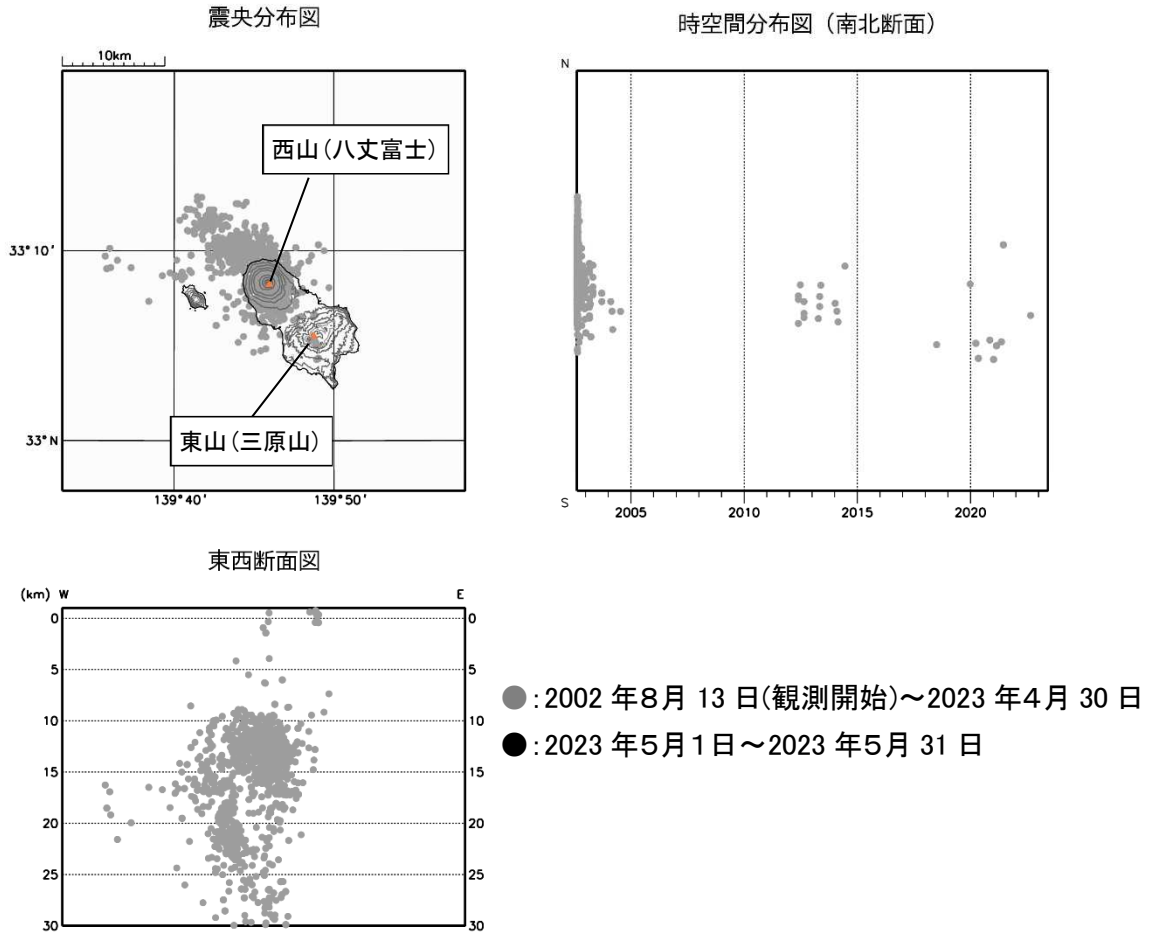 震央分布図
10km
西山(八丈富士)
33°10'
33°N
東山(三原山)
139°40'
139°50'
時空間分布図（南北断面）
N
S
2005
2010
2015
2020
東西断面図
(km) W
E
0
0
5
5
10
10
15
15
20
20
25
25
30
30
●:2002 年８月 13 日(観測開始)～2023 年４月 30 日
●:2023 年５月１日～2023 年５月 31 日